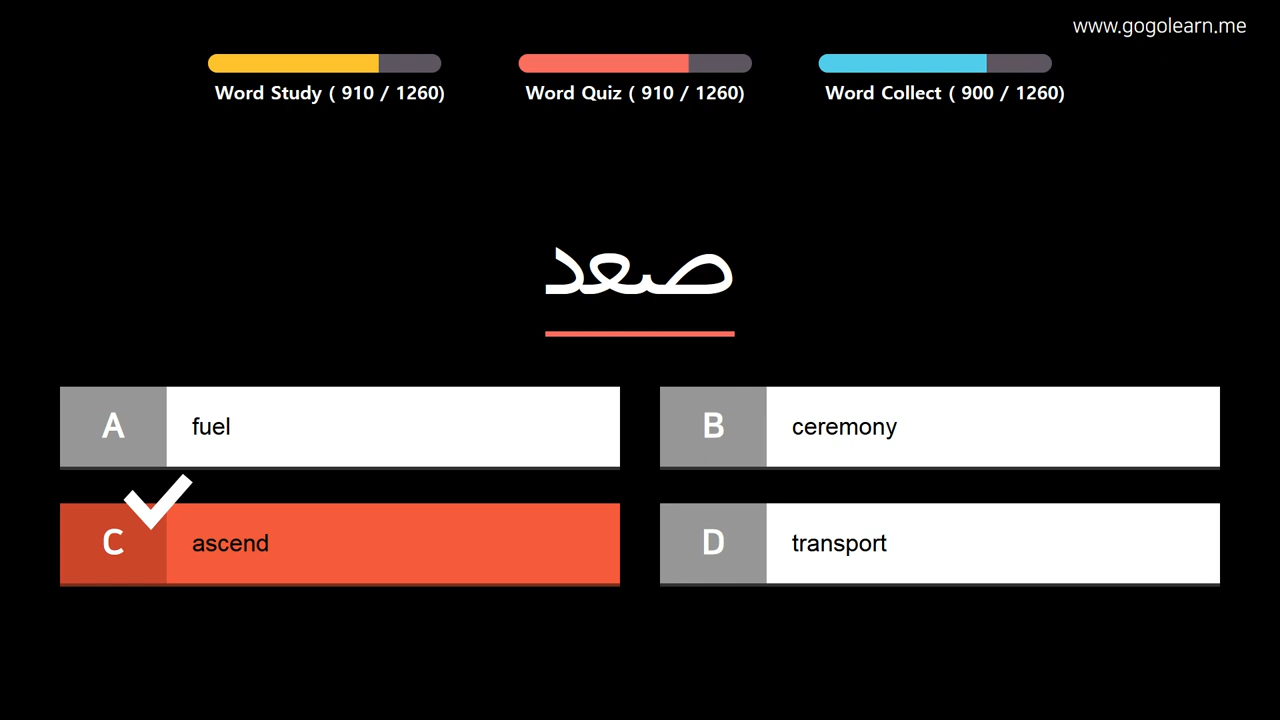 www.gogolearn.me
Word Study ( 910 / 1260)
Word Quiz ( 910 / 1260)
Word Collect ( 900 / 1260)
صعد
A fuel
B ceremony
C ascend
D transport